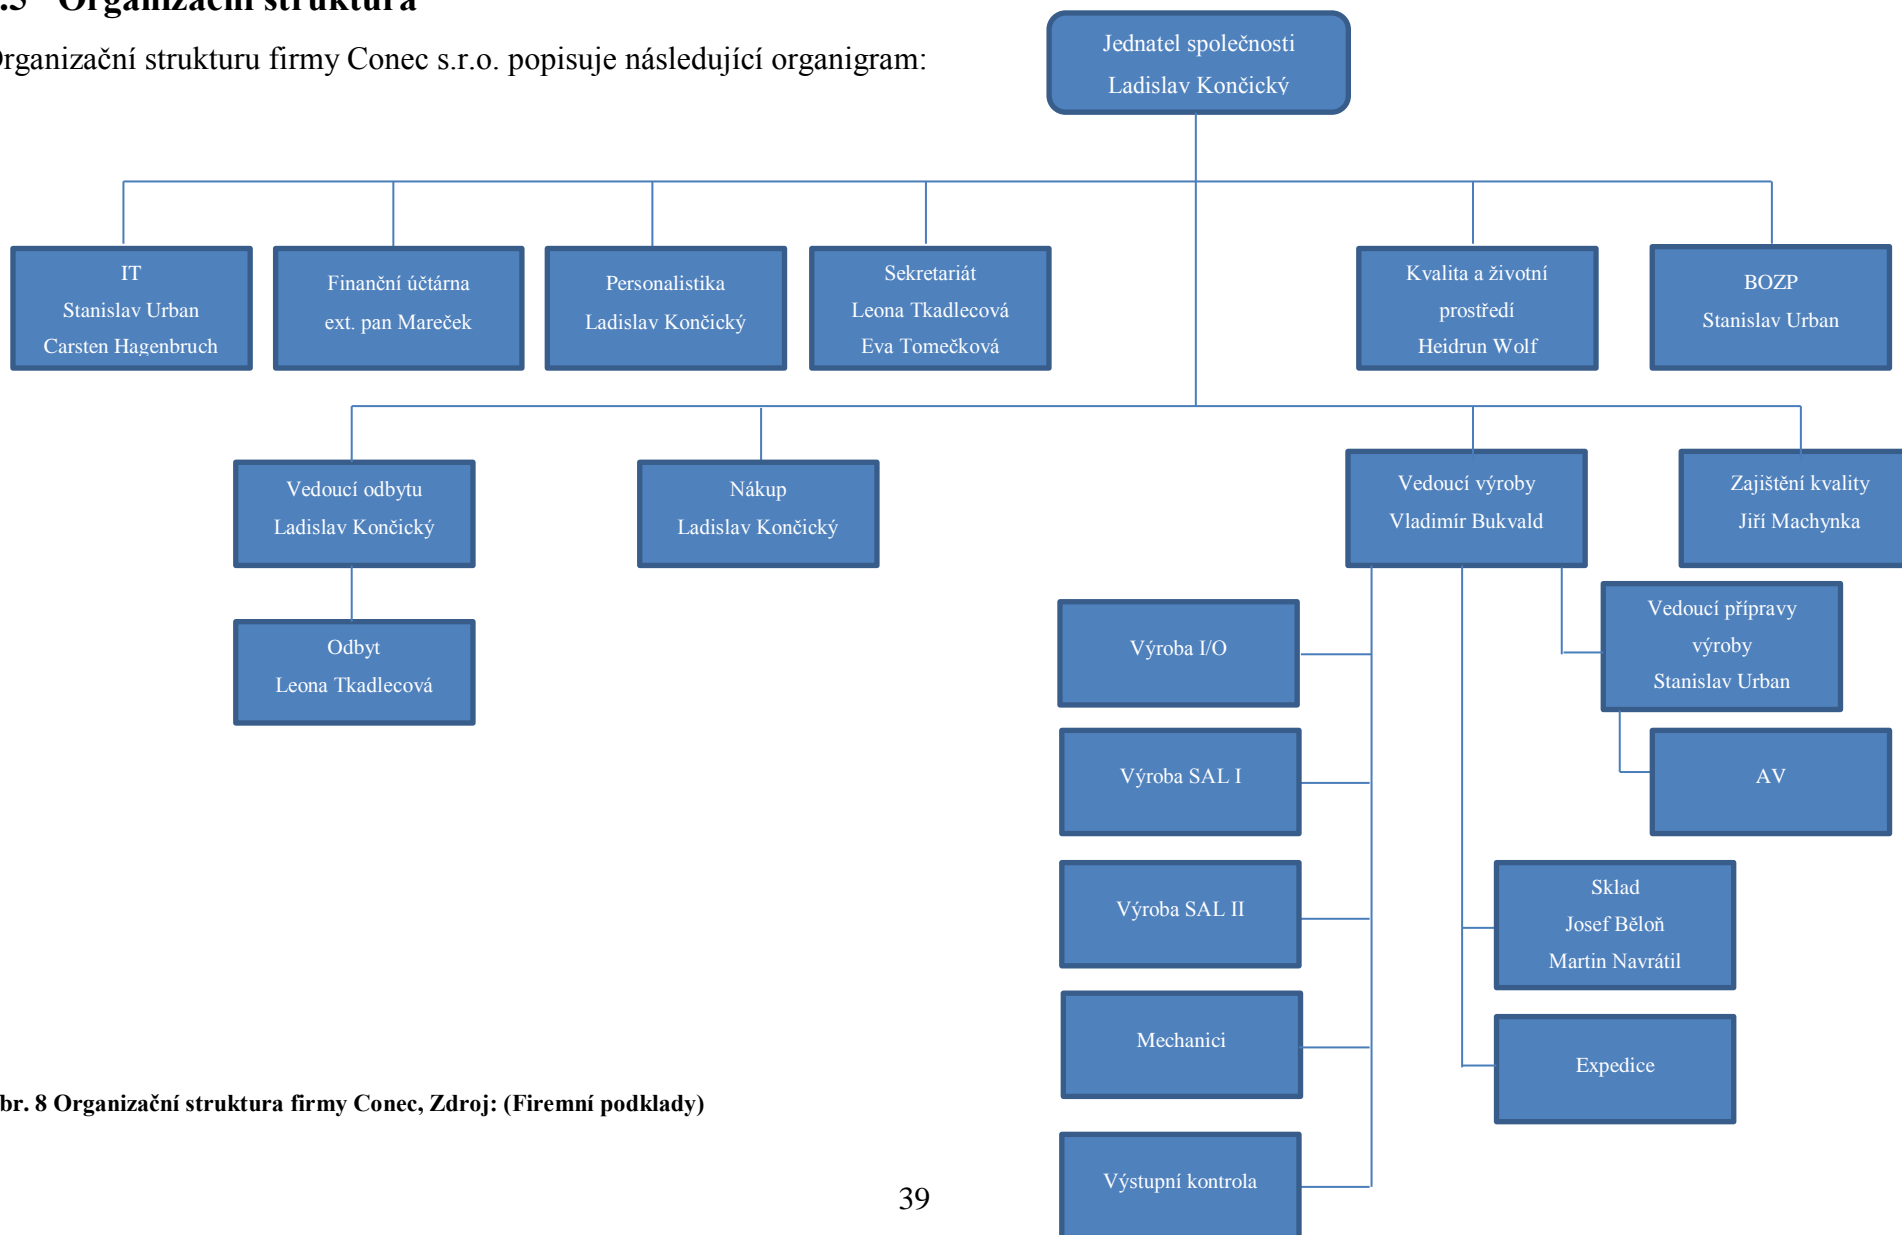 .3 Organizační struktura
Organizační strukturu firmy Conec s.r.o. popisuje následující organigram:
Jednatel společnosti
Ladislav Končický
IT
Stanislav Urban
Carsten Hagenbruch
Finanční účtárna
ext. pan Mareček
Personalistika
Ladislav Končický
Sekretariát
Leona Tkadlecová
Eva Tomečková
Kvalita a životní
prostředí
Heidrun Wolf
BOZP
Stanislav Urban
Vedoucí odbytu
Ladislav Končický
Nákup
Ladislav Končický
Vedoucí výroby
Vladimír Bukvald
Zajištění kvality
Jiří Machynka
Odbyt
Leona Tkadlecová
Výroba I/O
Vedoucí přípravy
výroby
Stanislav Urban
Výroba SAL I
AV
Výroba SAL II
Sklad
Josef Běloň
Martin Navrátil
Mechanici
Expedice
Výstupní kontrola
br. 8 Organizační struktura firmy Conec, Zdroj: (Firemní podklady)
39